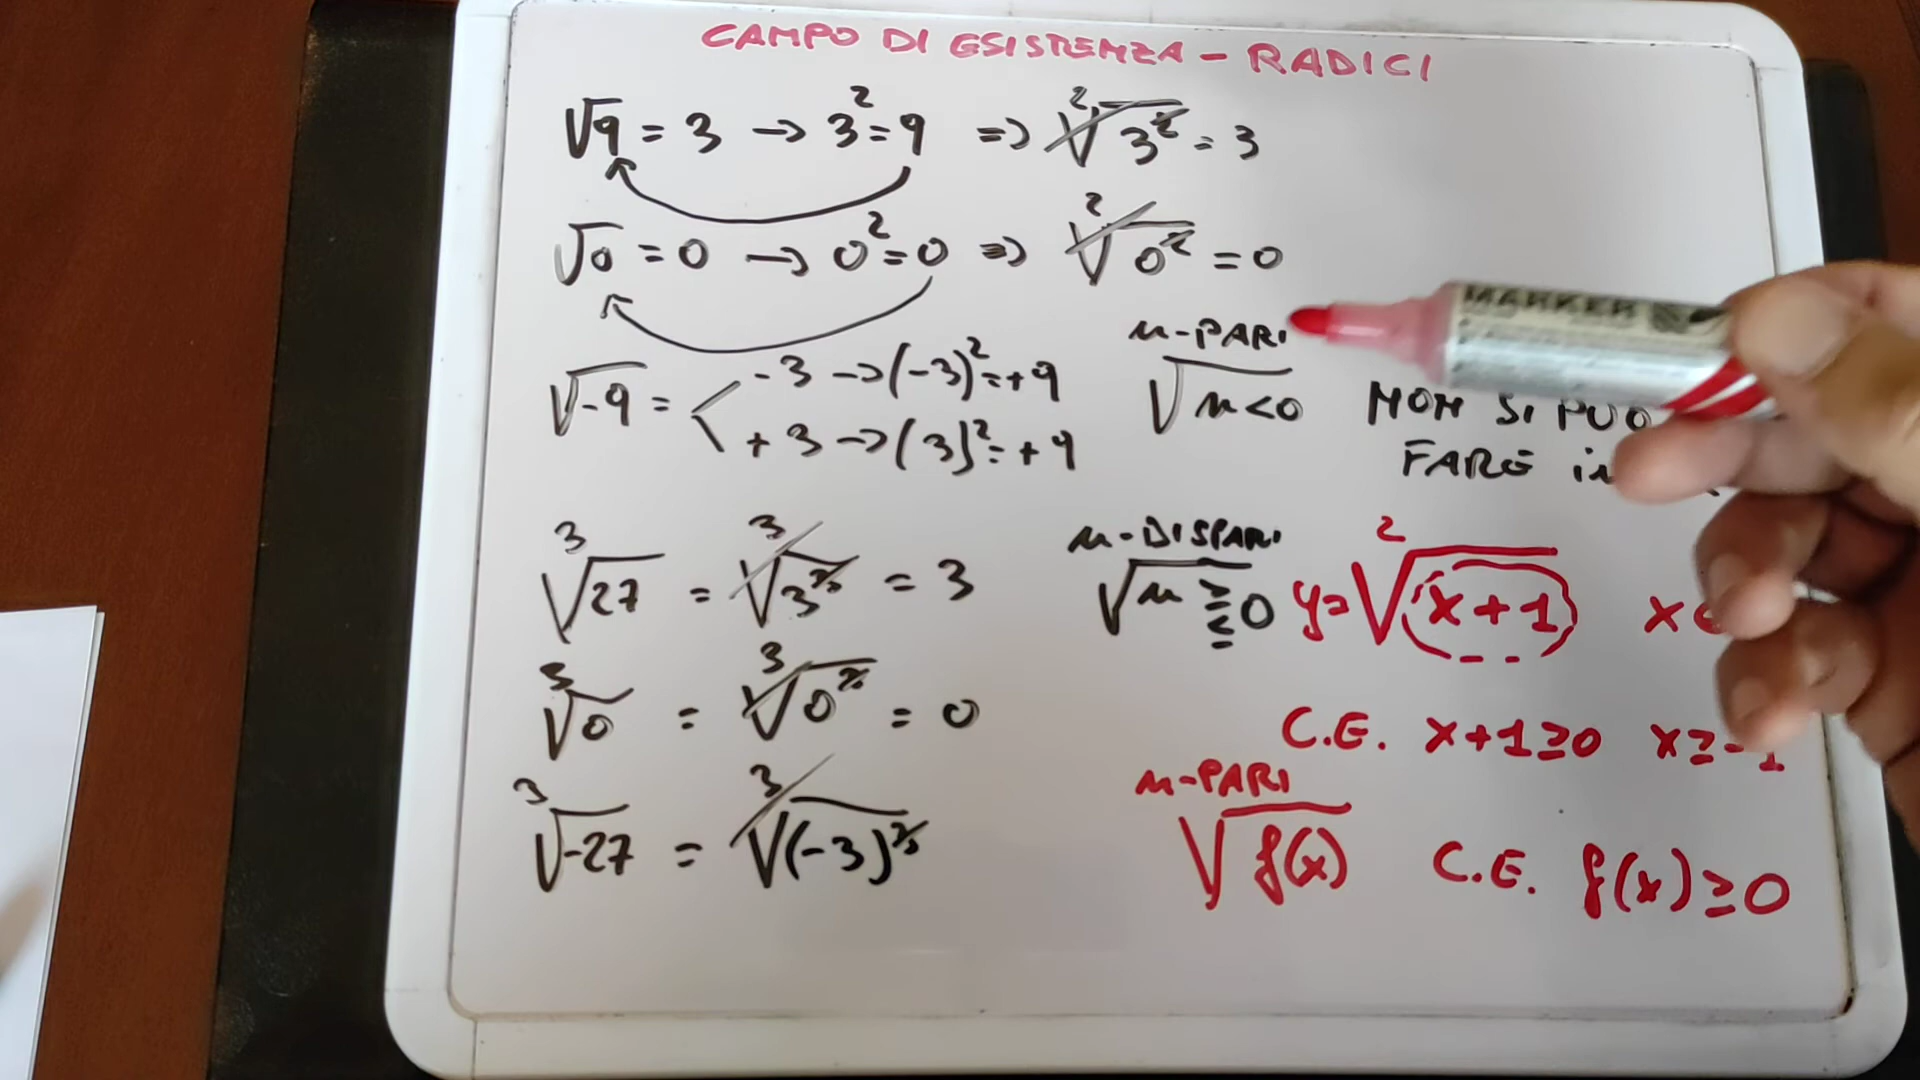 CAMPO DI ESISTENZA - RADICI
√9 = 3 → 3² = 9 ⇒ ²√3² = 3
√0 = 0 → 0² = 0 ⇒ ²√0² = 0
√-9 = < -3 → (-3)² = +9
+3 → (3)² = +9
n-PARI
√n<0 NON SI PUO
FARE
MARKER
³√27 = ³√3³ = 3
n-DISPARI
√n ⪌ 0
y = ²√(x+1) x
³√0 = ³√0³ = 0
C.E. x+1≥0 x≥-1
³√-27 = ³√(-3)³
n-PARI
√f(x) C.E. f(x)≥0